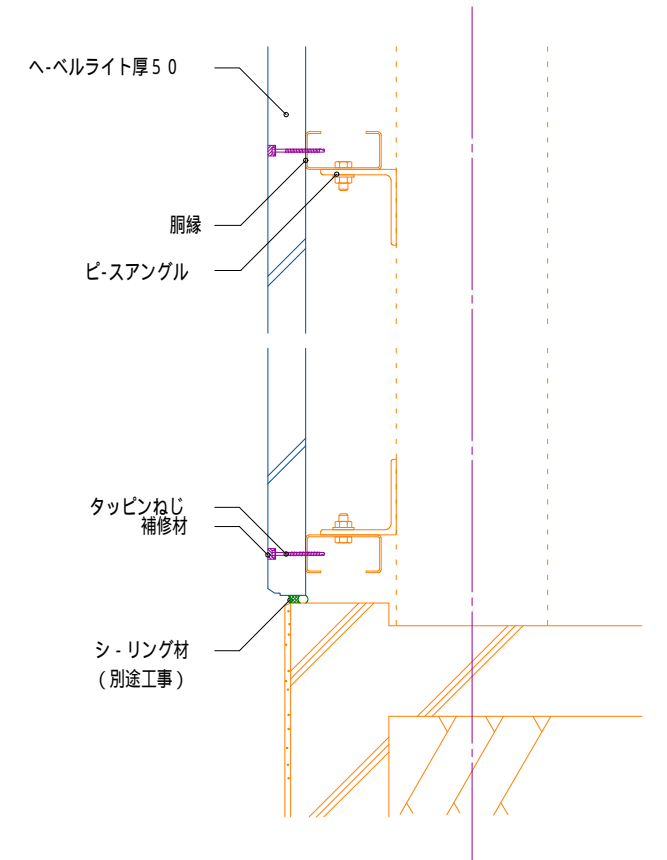 ヘ-ベルライト厚５０
胴縁
ピ-スアングル
タッピンねじ
補修材
シ-リング材
(別途工事)